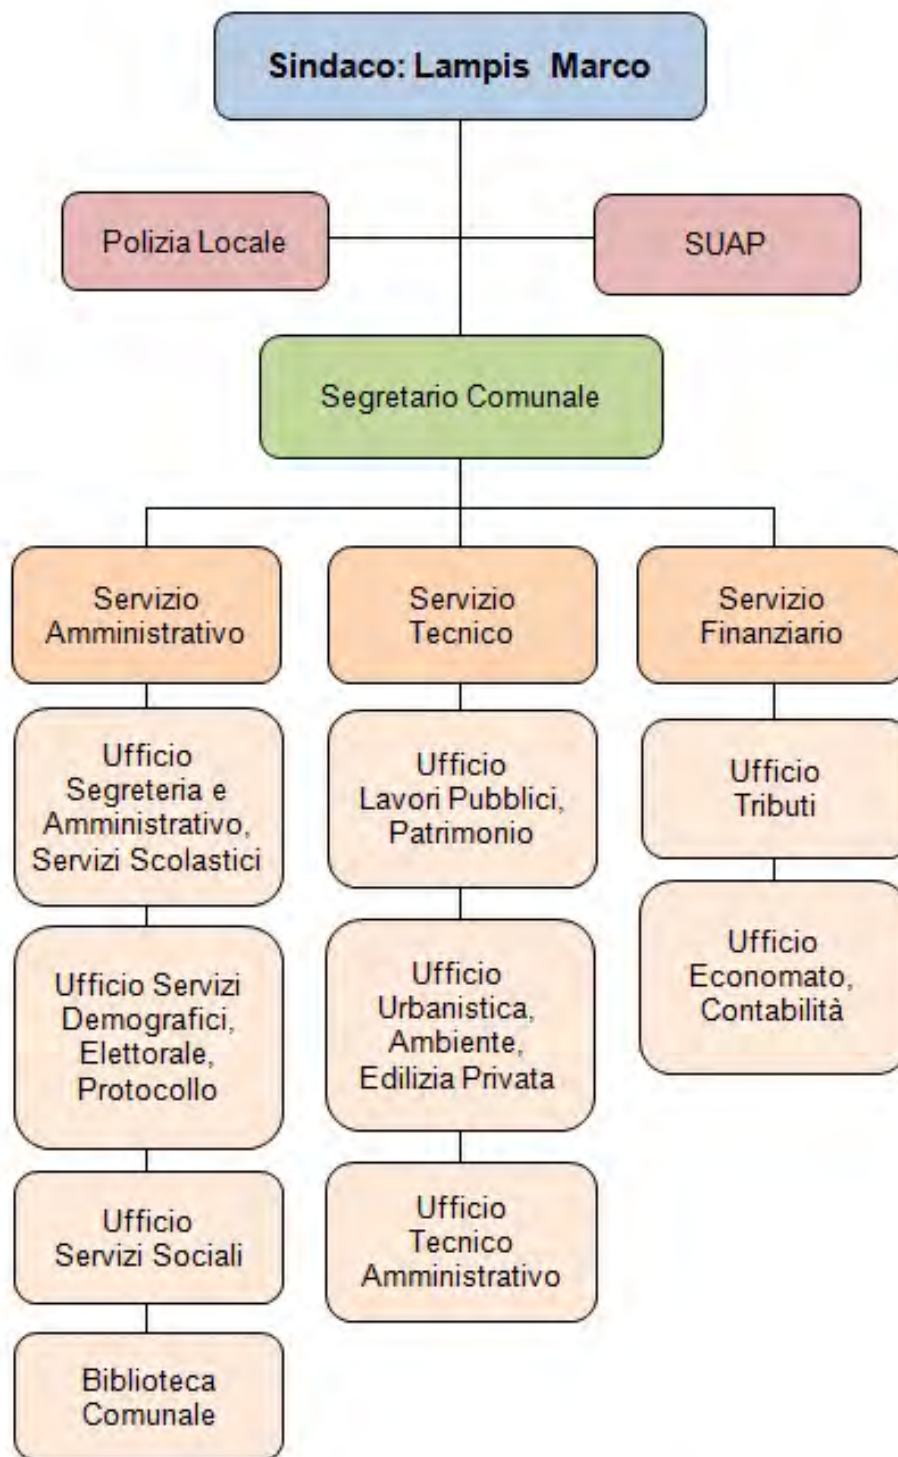 Sindaco: Lampis Marco
Polizia Locale
SUAP
Segretario Comunale
Servizio
Amministrativo
Servizio
Tecnico
Servizio
Finanziario
Ufficio
Segreteria e
Amministrativo,
Servizi Scolastici
Ufficio Servizi
Demografici,
Elettorale,
Protocollo
Ufficio
Servizi Sociali
Biblioteca
Comunale
Ufficio
Lavori Pubblici,
Patrimonio
Ufficio
Urbanistica,
Ambiente,
Edilizia Privata
Ufficio
Tecnico
Amministrativo
Ufficio
Tributi
Ufficio
Economato,
Contabilità